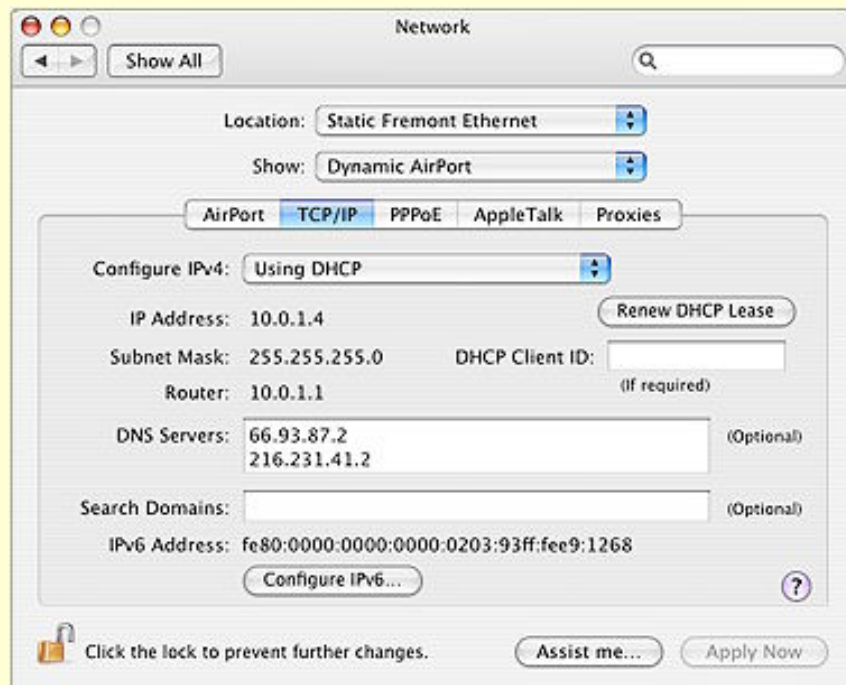 Network
Show All
Location: Static Fremont Ethernet
Show: Dynamic AirPort
AirPort TCP/IP PPPoE AppleTalk Proxies
Configure IPv4: Using DHCP
IP Address: 10.0.1.4 Renew DHCP Lease
Subnet Mask: 255.255.255.0 DHCP Client ID:
Router: 10.0.1.1 (If required)
DNS Servers: 66.93.87.2 (Optional)
216.231.41.2
Search Domains: (Optional)
IPv6 Address: fe80:0000:0000:0000:0203:93ff:fee9:1268
Configure IPv6... ?
Click the lock to prevent further changes. Assist me... Apply Now